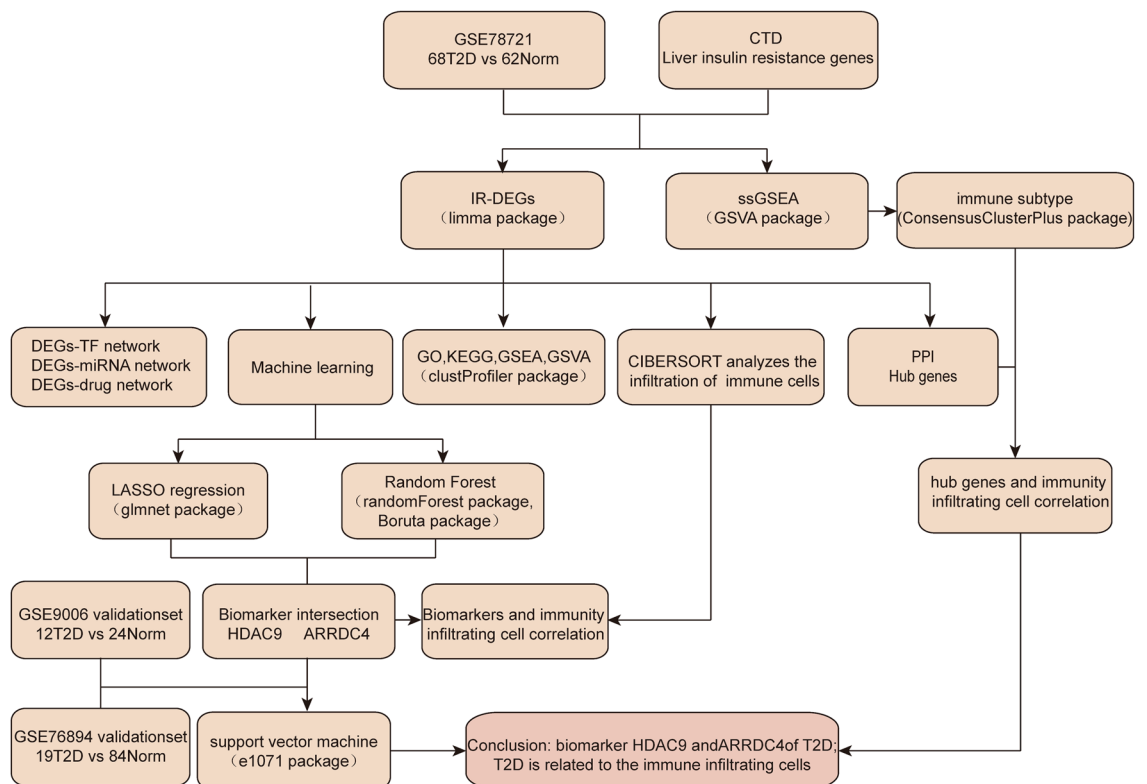 GSE78721
68T2D vs 62Norm
CTD
Liver insulin resistance genes
IR-DEGs
（limma package）
ssGSEA
（GSVA package）
immune subtype
(ConsensusClusterPlus package)
DEGs-TF network
DEGs-miRNA network
DEGs-drug network
Machine learning
GO,KEGG,GSEA,GSVA
（clustProfiler package）
CIBERSORT analyzes the
infiltration of immune cells
PPI
Hub genes
LASSO regression
（glmnet package）
Random Forest
（randomForest package,
Boruta package）
hub genes and immunity
infiltrating cell correlation
GSE9006 validationset
12T2D vs 24Norm
Biomarker intersection
HDAC9 ARRDC4
Biomarkers and immunity
infiltrating cell correlation
GSE76894 validationset
19T2D vs 84Norm
support vector machine
（e1071 package）
Conclusion: biomarker HDAC9 andARRDC4of T2D;
T2D is related to the immune infiltrating cells